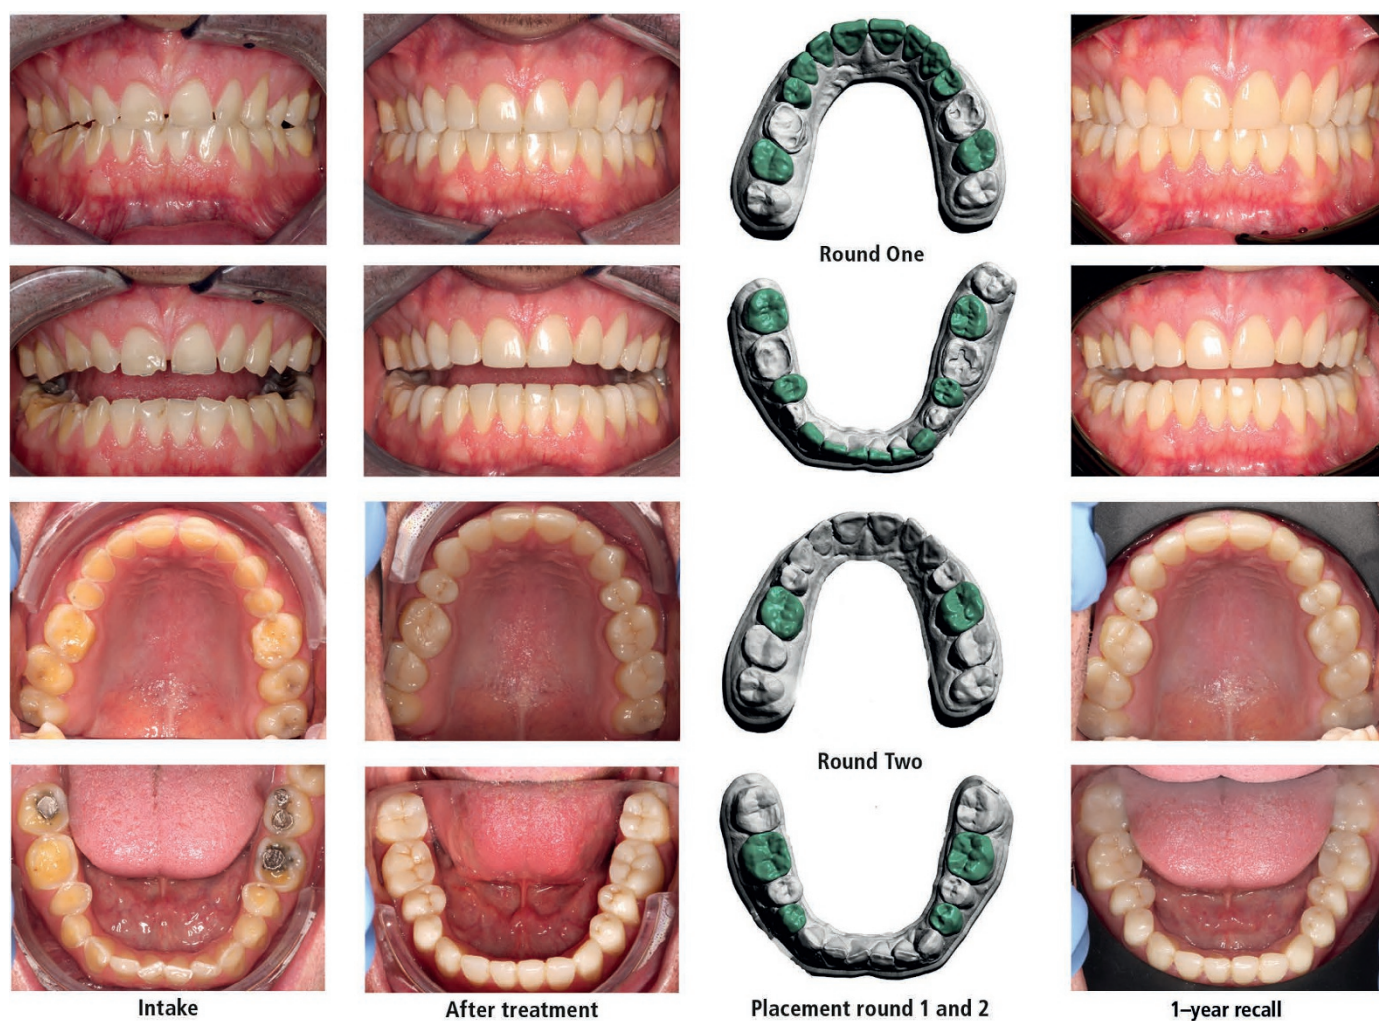 Round One
Round Two
Intake
After treatment
Placement round 1 and 2
1–year recall